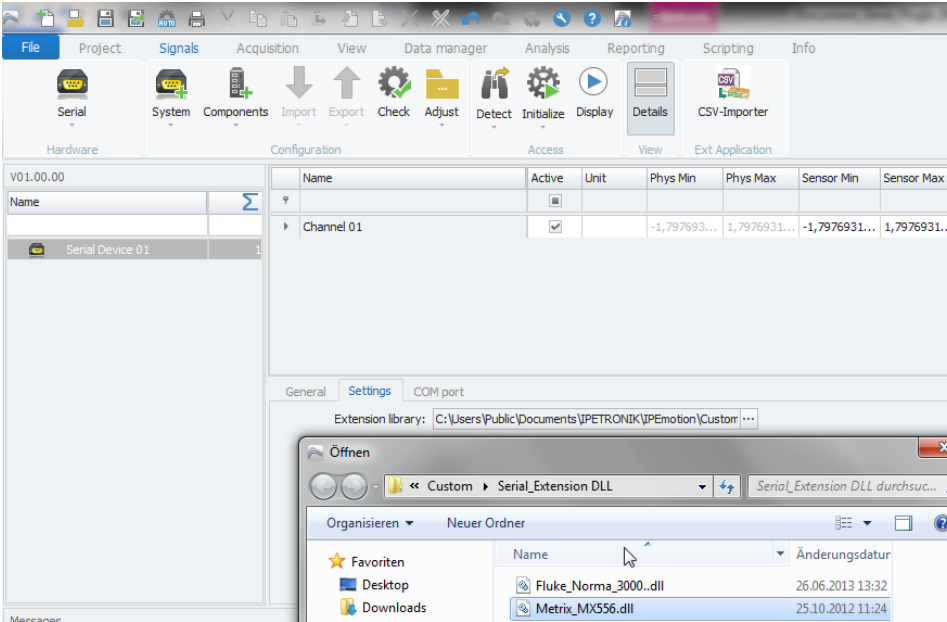 AUTO
File Project Signals Acquisition View Data manager Analysis Reporting Scripting Info
CSV
Serial System Components Import Export Check Adjust Detect Initialize Display Details CSV-Importer
Hardware Configuration Access View Ext Application
V01.00.00
Name Active Unit Phys Min Phys Max Sensor Min Sensor Max
Name Σ
Channel 01 -1,797693... 1,7976931... -1,7976931... 1,7976931..
Serial Device 01 1
General Settings COM port
Extension library: C:\Users\Public\Documents\IPETRONIK\IPEmotion\Custom ...
Öffnen
« Custom Serial_Extension DLL Serial_Extension DLL durchsuc...
Organisieren Neuer Ordner
Favoriten Name Änderungsdatur
Desktop Fluke_Norma_3000..dll 26.06.2013 13:32
Downloads Metrix_MX556.dll 25.10.2012 11:24
Messages